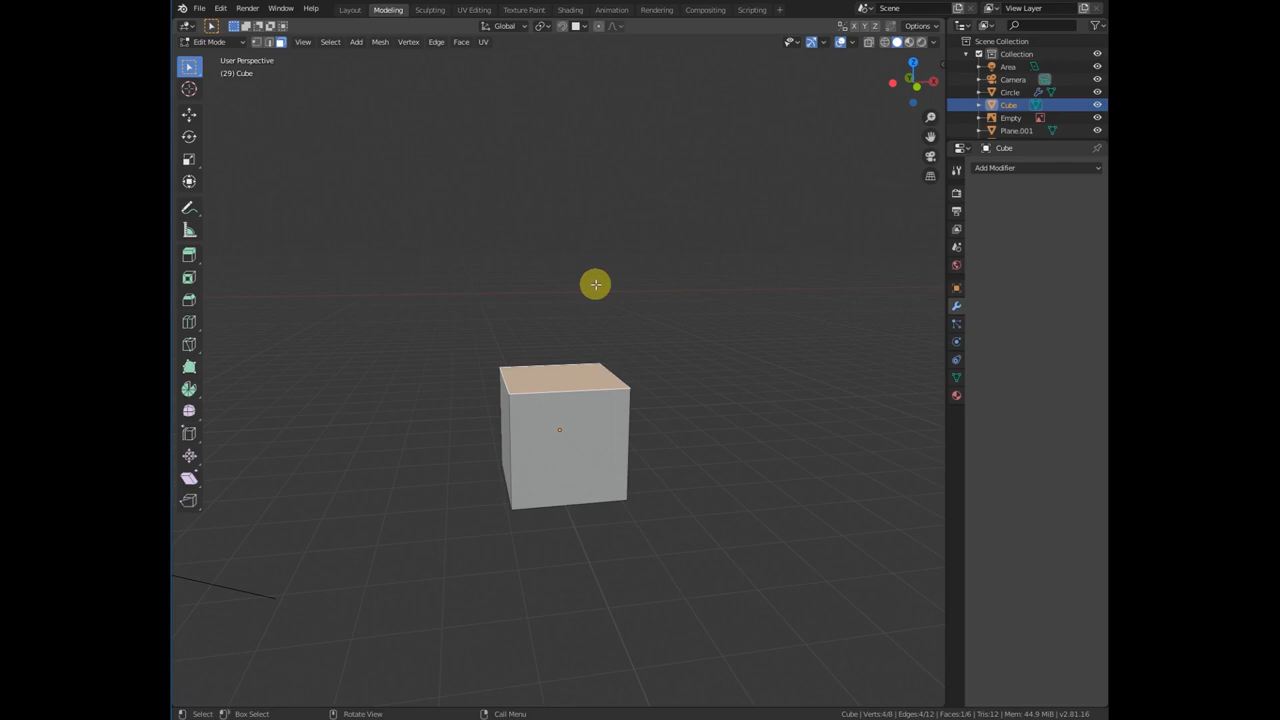 File Edit Render Window Help Layout Modeling Sculpting UV Editing Texture Paint Shading Animation Compositing Rendering Scripting + Scene View Layer
Global X Y Z Options
Edit Mode View Select Add Mesh Vertex Edge Face UV
User Perspective
(29) Cube
Z
X
Y
Scene Collection
Collection
Area
Camera
Circle
Cube
Empty
Plane.001
Cube
Add Modifier
Select Box Select Rotate View Call Menu Cube | Verts:4/8 | Edges:4/12 | Faces:1/6 | Tris:12 | Mem: 44.9 MiB | v2.81.16